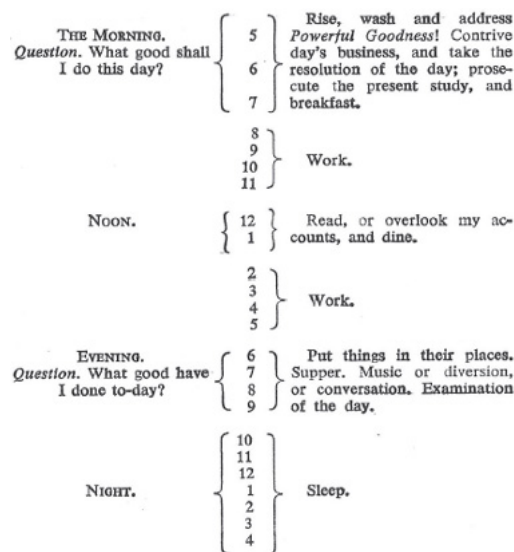 THE MORNING.
Question. What good shall
I do this day?
5
6
7
Rise, wash and address
Powerful Goodness! Contrive
day's business, and take the
resolution of the day; prose-
cute the present study, and
breakfast.
8
9
10
11
Work.
NOON.
12
1
Read, or overlook my ac-
counts, and dine.
2
3
4
5
Work.
EVENING.
Question. What good have
I done to-day?
6
7
8
9
Put things in their places.
Supper. Music or diversion,
or conversation. Examination
of the day.
NIGHT.
10
11
12
1
2
3
4
Sleep.